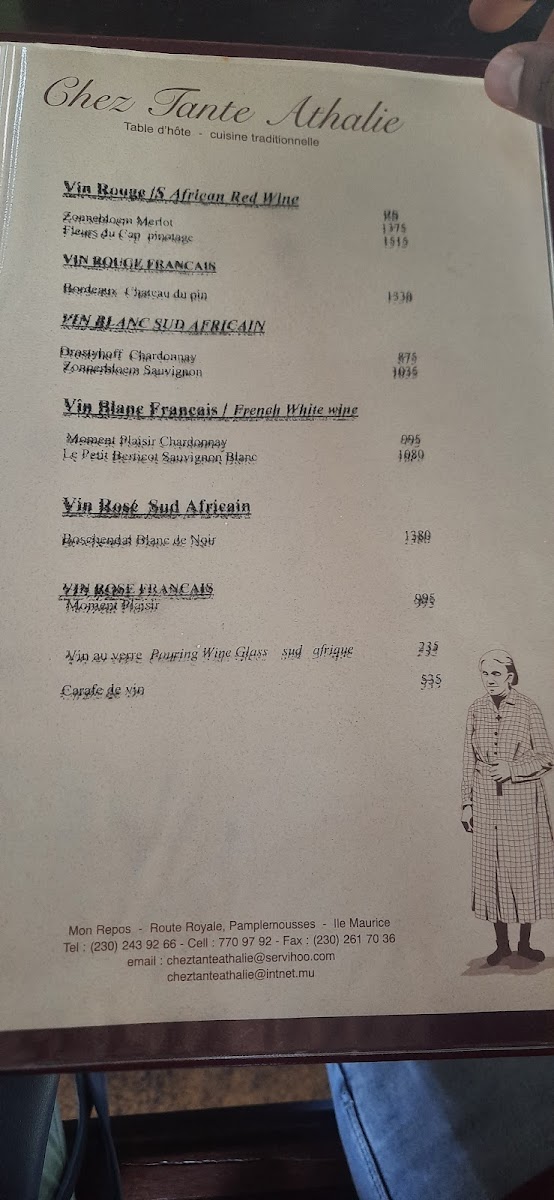 Chez Tante Athalie
Table d'hôte - cuisine traditionnelle
Vin Rouge /S African Red Wine
RS
Zonnebloem Merlot 1375
Fleurs du Cap pinotage 1515
VIN ROUGE FRANCAIS
Bordeaux Chateau du pin 1330
VIN BLANC SUD AFRICAIN
Drostyhoff Chardonnay 875
Zonnerbloem Sauvignon 1035
Vin Blanc Francais / French White wine
Moment Plaisir Chardonnay 995
Le Petit Berticot Sauvignon Blanc 1080
Vin Rosé Sud Africain
Boschendal Blanc de Noir 1380
VIN ROSE FRANCAIS
Moment Plaisir 995
Vin au verre Pouring Wine Glass sud afrique 235
Carafe de vin 535
Mon Repos - Route Royale, Pamplemousses - Ile Maurice
Tel : (230) 243 92 66 - Cell : 770 97 92 - Fax : (230) 261 70 36
email : cheztanteathalie@servihoo.com
cheztanteathalie@intnet.mu